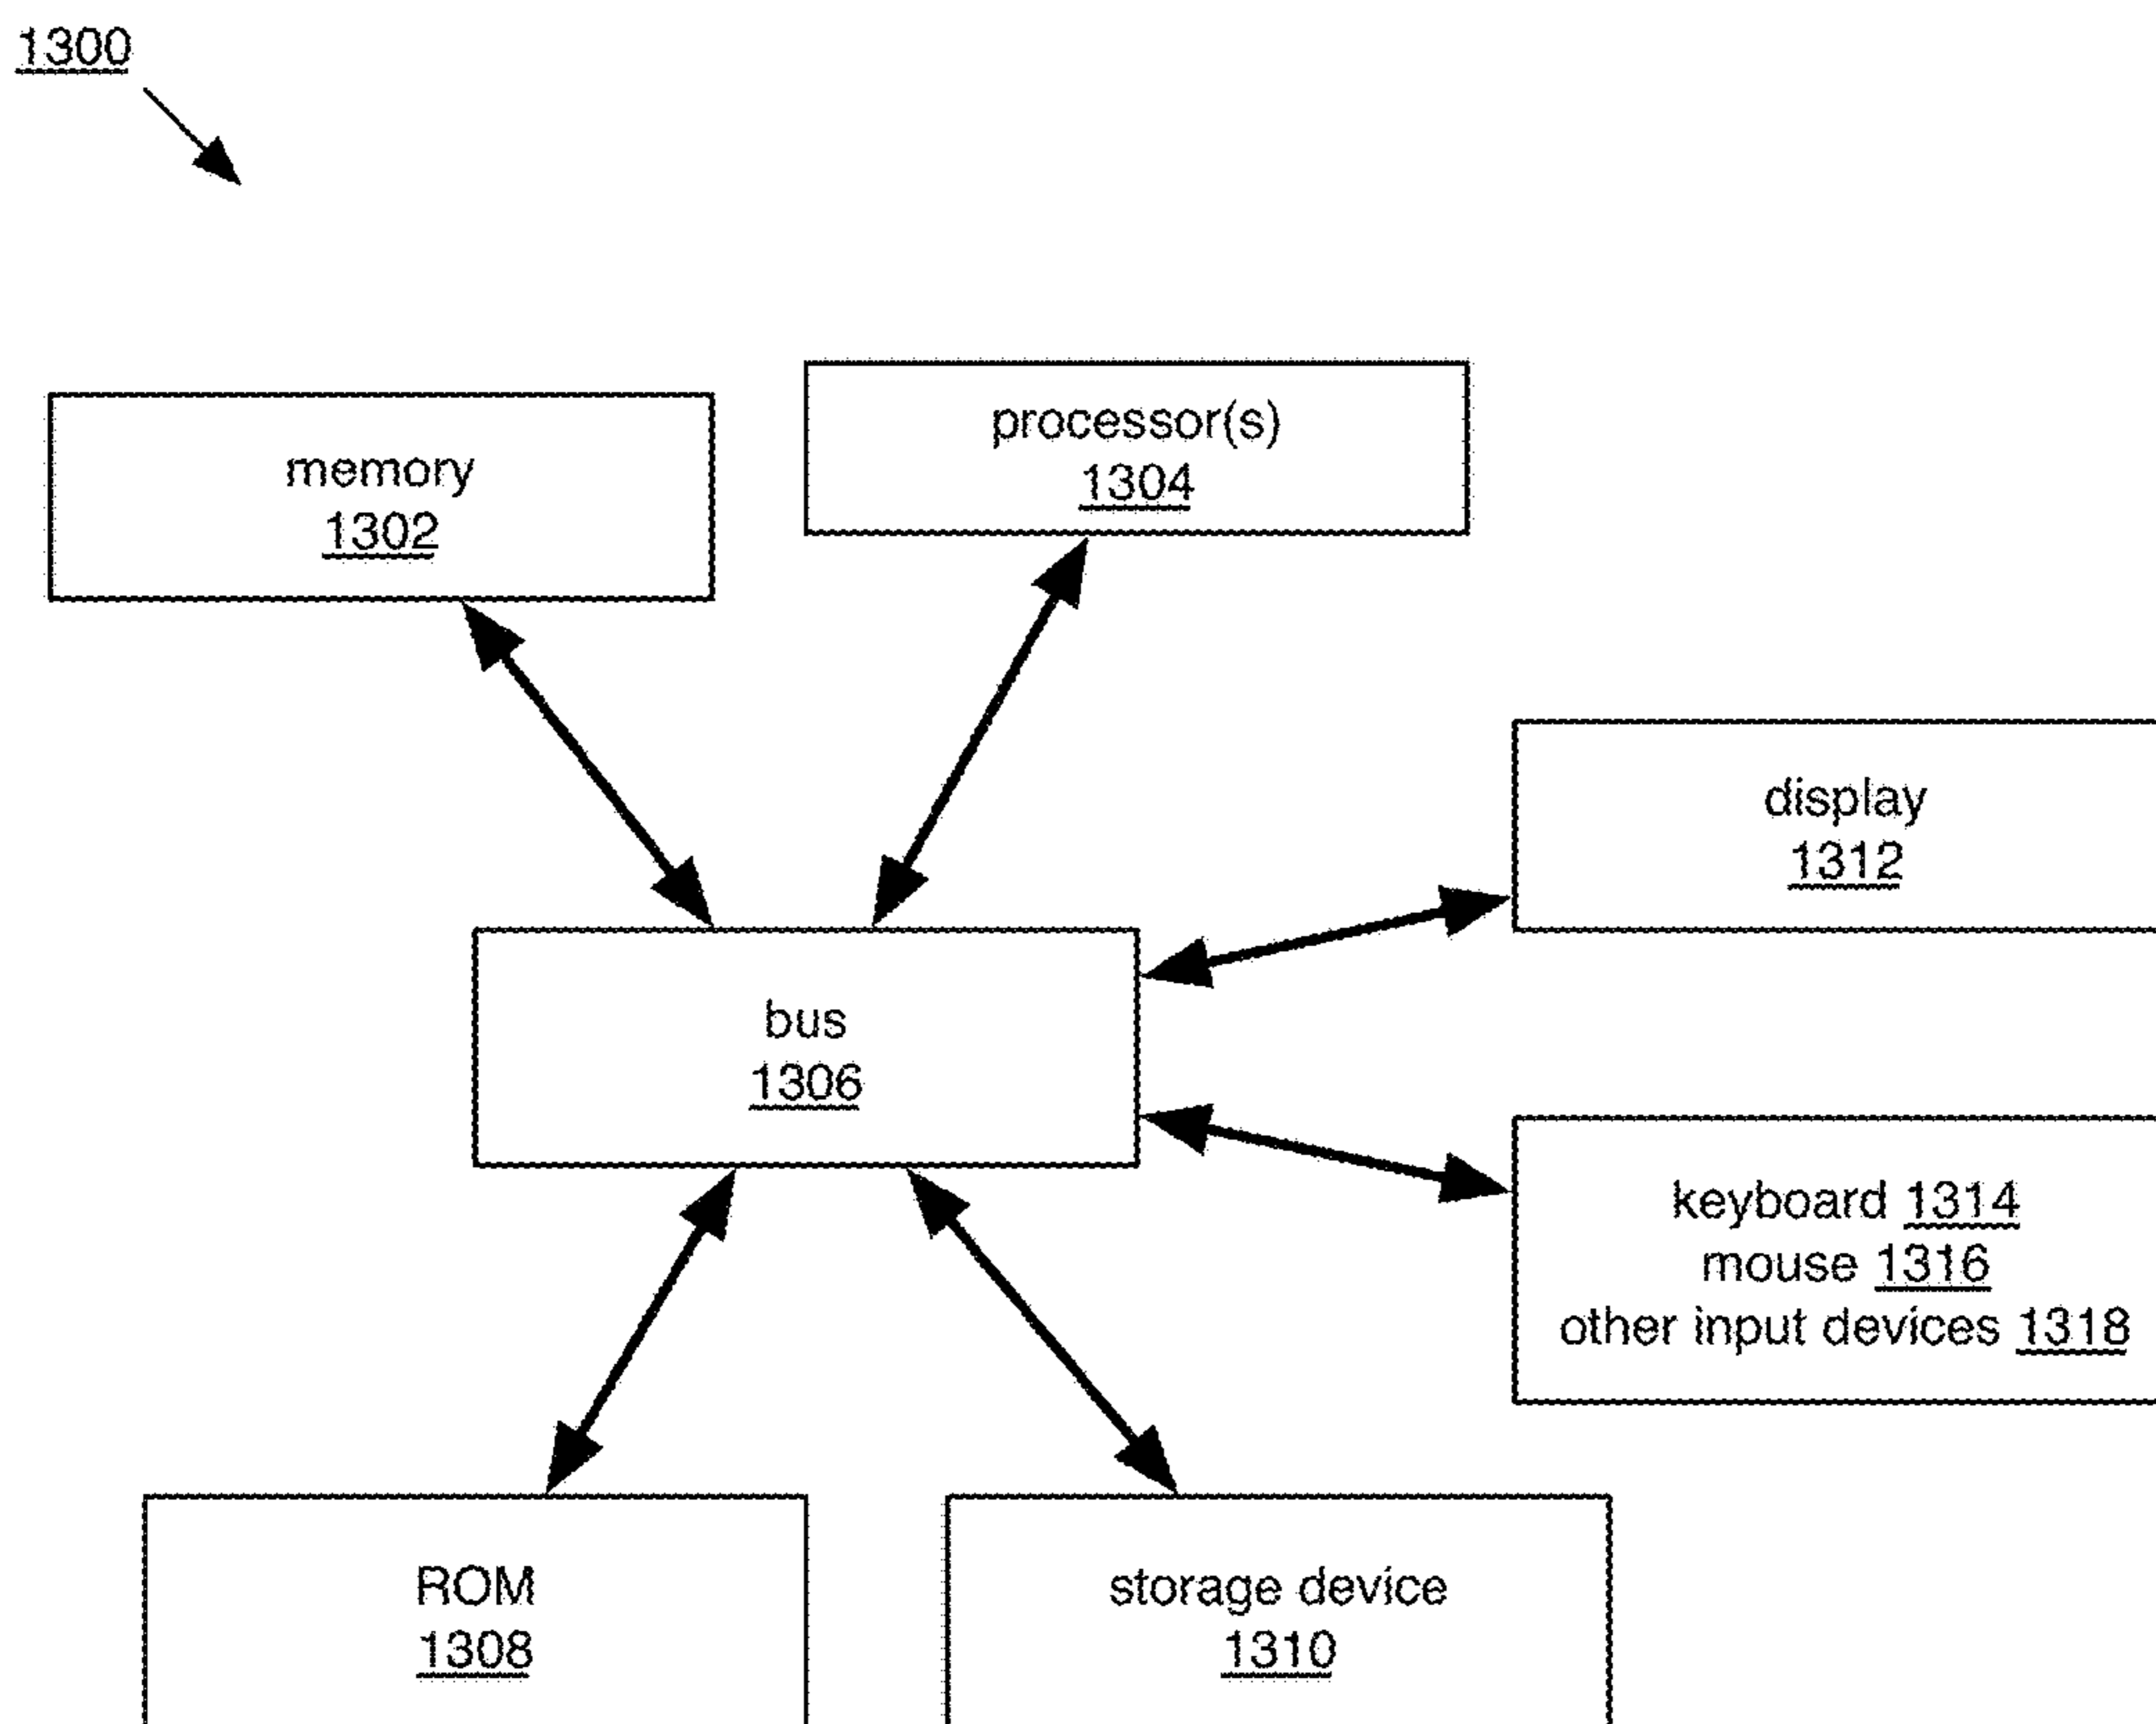 1300
memory
1302
processor(s)
1304
display
1312
bus
1306
keyboard 1314
mouse 1316
other input devices 1318
ROM
1308
storage device
1310